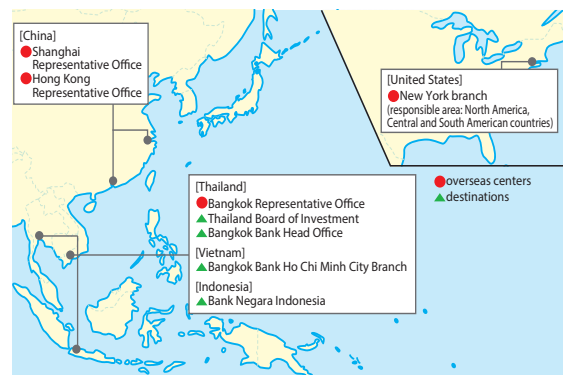 [China]
Shanghai
Representative Office
Hong Kong
Representative Office
[United States]
New York branch
(responsible area: North America,
Central and South American countries)
overseas centers
destinations
[Thailand]
Bangkok Representative Office
Thailand Board of Investment
Bangkok Bank Head Office
[Vietnam]
Bangkok Bank Ho Chi Minh City Branch
[Indonesia]
Bank Negara Indonesia